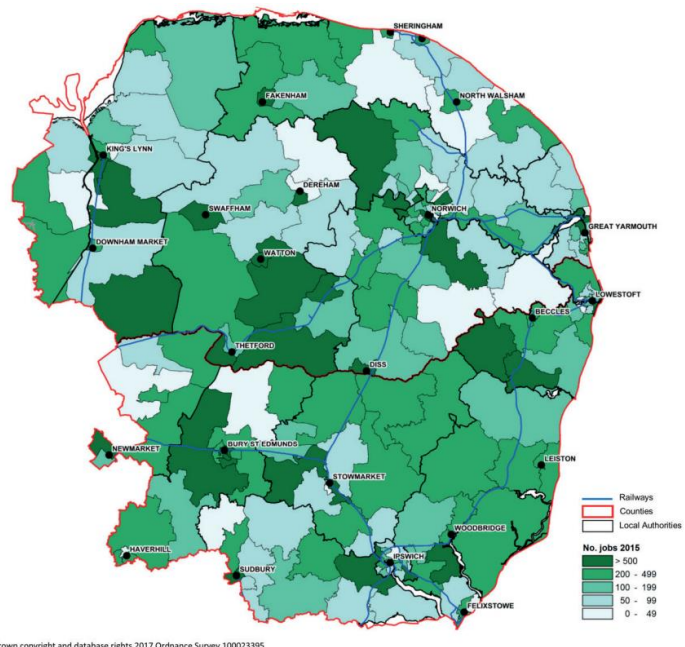 SHERINGHAM
FAKENHAM
NORTH WALSHAM
KING'S LYNN
DEREHAM
SWAFFHAM
NORWICH
GREAT YARMOUTH
DOWNHAM MARKET
WATTON
LOWESTOFT
BECCLES
THETFORD
DISS
NEWMARKET
BURY ST EDMUNDS
STOWMARKET
LEISTON
WOODBRIDGE
HAVERHILL
IPSWICH
SUDBURY
FELIXSTOWE
Railways
Counties
Local Authorities
No. jobs 2015
> 500
200 - 499
100 - 199
50 - 99
0 - 49
rown copyright and database rights 2017 Ordnance Survey 100023395